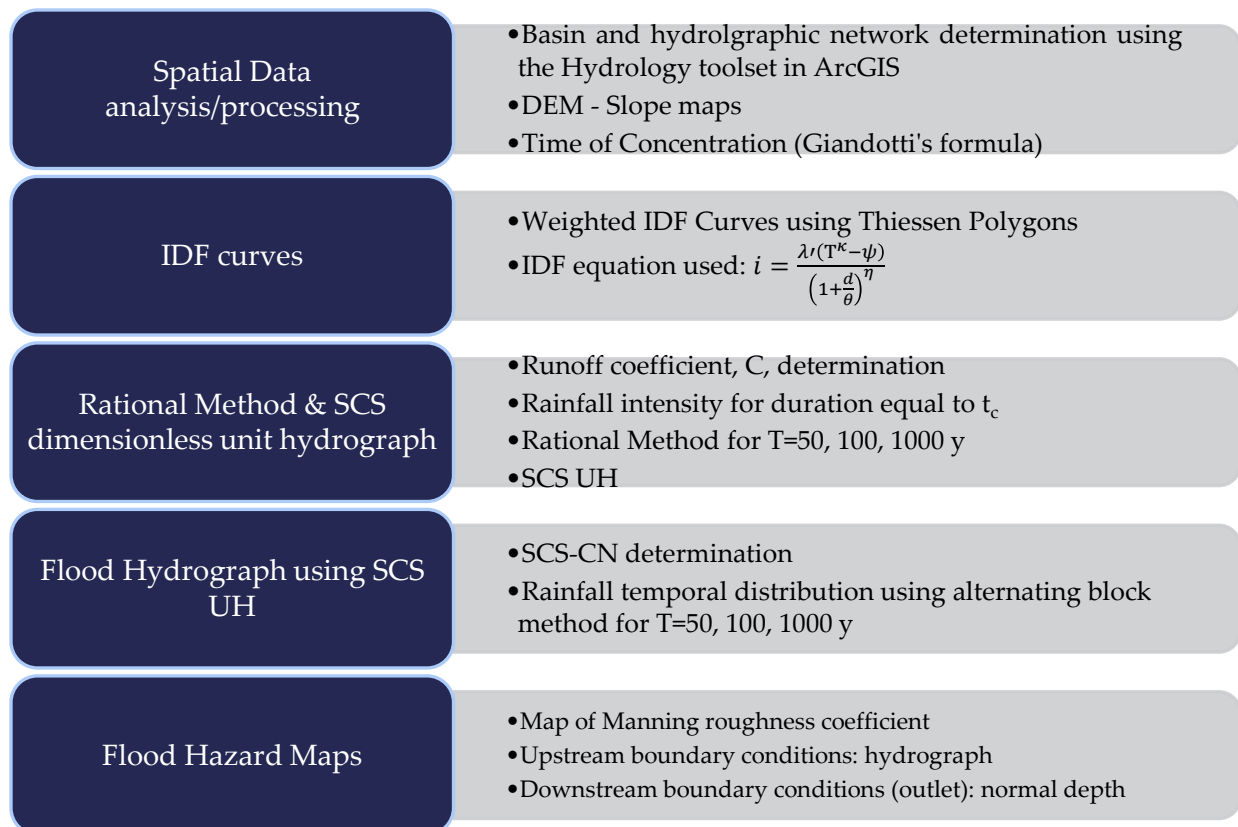 Spatial Data
analysis/processing
•Basin and hydrolgraphic network determination using
the Hydrology toolset in ArcGIS
•DEM - Slope maps
•Time of Concentration (Giandotti's formula)
IDF curves
•Weighted IDF Curves using Thiessen Polygons
•IDF equation used: i = λ′(T^κ−ψ) / (1+d/θ)^η
Rational Method & SCS
dimensionless unit hydrograph
•Runoff coefficient, C, determination
•Rainfall intensity for duration equal to t_c
•Rational Method for T=50, 100, 1000 y
•SCS UH
Flood Hydrograph using SCS
UH
•SCS-CN determination
•Rainfall temporal distribution using alternating block
method for T=50, 100, 1000 y
Flood Hazard Maps
•Map of Manning roughness coefficient
•Upstream boundary conditions: hydrograph
•Downstream boundary conditions (outlet): normal depth